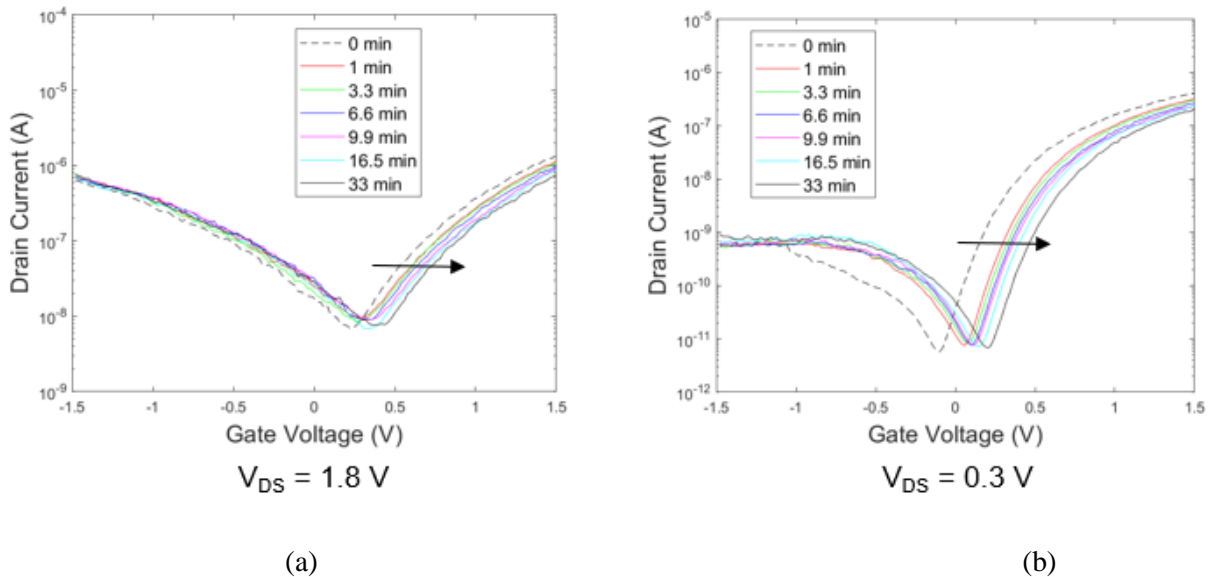 10^-4
10^-5
10^-6
10^-7
10^-8
10^-9
Drain Current (A)
0 min
1 min
3.3 min
6.6 min
9.9 min
16.5 min
33 min
-1.5 -1 -0.5 0 0.5 1 1.5
Gate Voltage (V)
V_DS = 1.8 V
(a)
10^-5
10^-6
10^-7
10^-8
10^-9
10^-10
10^-11
10^-12
Drain Current (A)
0 min
1 min
3.3 min
6.6 min
9.9 min
16.5 min
33 min
-1.5 -1 -0.5 0 0.5 1 1.5
Gate Voltage (V)
V_DS = 0.3 V
(b)